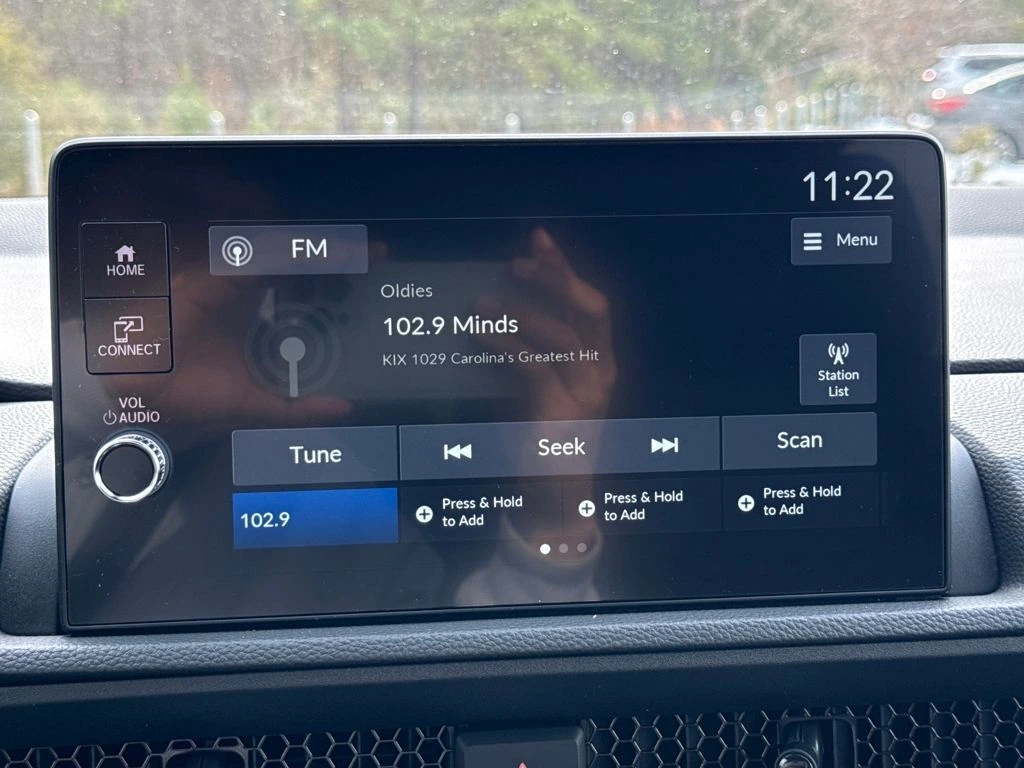 11:22
HOME
FM
Menu
CONNECT
Oldies
102.9 Minds
KIX 1029 Carolina's Greatest Hit
Station
List
VOL
AUDIO
Tune
Seek
Scan
102.9
Press & Hold
to Add
Press & Hold
to Add
Press & Hold
to Add